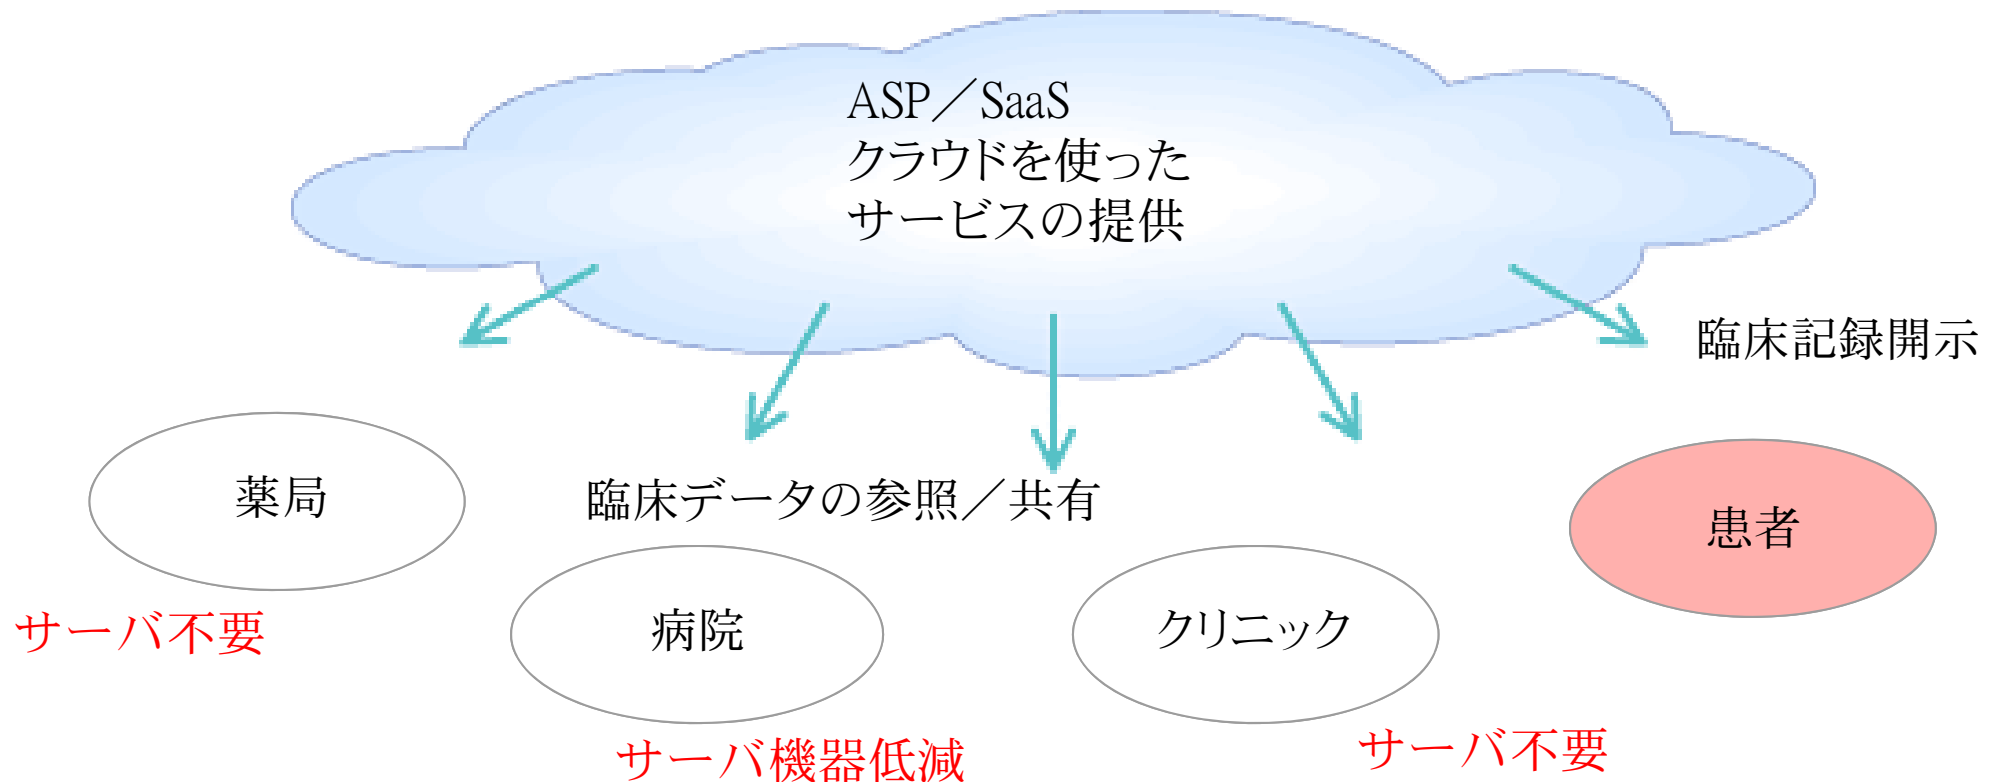 ASP／SaaS
クラウドを使った
サービスの提供
臨床記録開示
薬局
臨床データの参照／共有
患者
サーバ不要
病院
クリニック
サーバ機器低減
サーバ不要